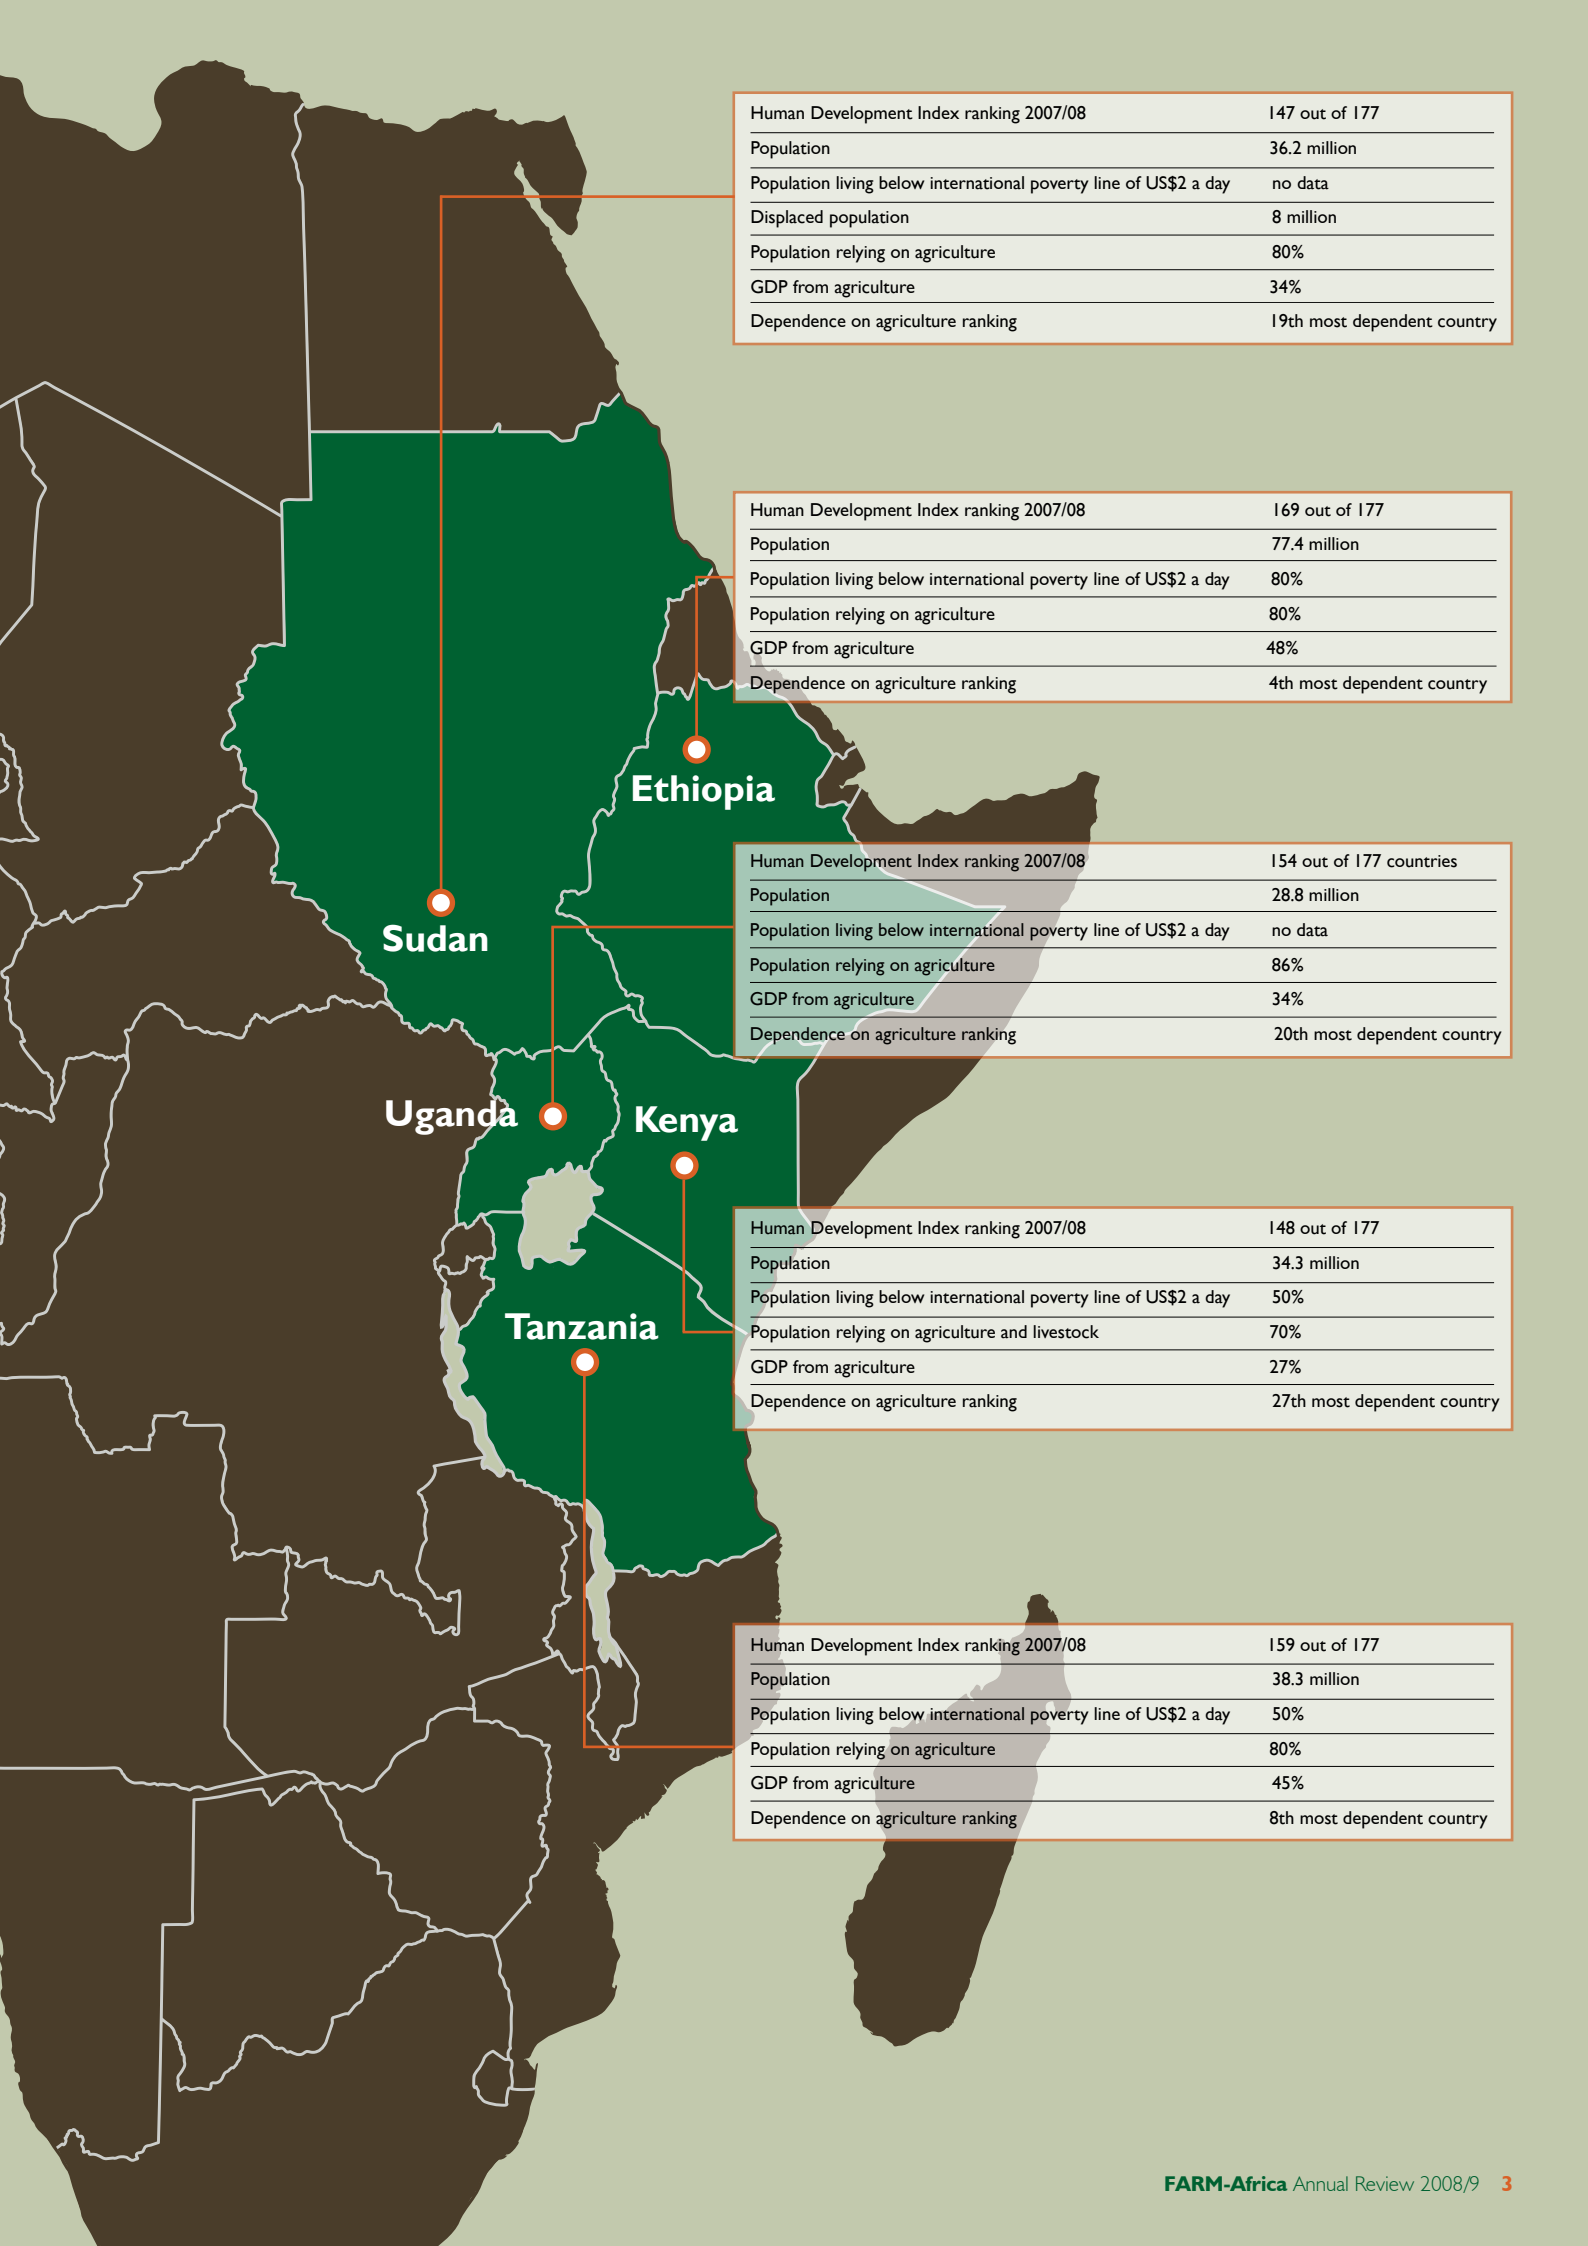 Human Development Index ranking 2007/08 147 out of 177
Population 36.2 million
Population living below international poverty line of US$2 a day no data
Displaced population 8 million
Population relying on agriculture 80%
GDP from agriculture 34%
Dependence on agriculture ranking 19th most dependent country
Human Development Index ranking 2007/08 169 out of 177
Population 77.4 million
Population living below international poverty line of US$2 a day 80%
Population relying on agriculture 80%
GDP from agriculture 48%
Dependence on agriculture ranking 4th most dependent country
Ethiopia
Human Development Index ranking 2007/08 154 out of 177 countries
Population 28.8 million
Population living below international poverty line of US$2 a day no data
Population relying on agriculture 86%
GDP from agriculture 34%
Dependence on agriculture ranking 20th most dependent country
Sudan
Uganda
Kenya
Human Development Index ranking 2007/08 148 out of 177
Population 34.3 million
Population living below international poverty line of US$2 a day 50%
Population relying on agriculture and livestock 70%
GDP from agriculture 27%
Dependence on agriculture ranking 27th most dependent country
Tanzania
Human Development Index ranking 2007/08 159 out of 177
Population 38.3 million
Population living below international poverty line of US$2 a day 50%
Population relying on agriculture 80%
GDP from agriculture 45%
Dependence on agriculture ranking 8th most dependent country
FARM-Africa Annual Review 2008/9 3